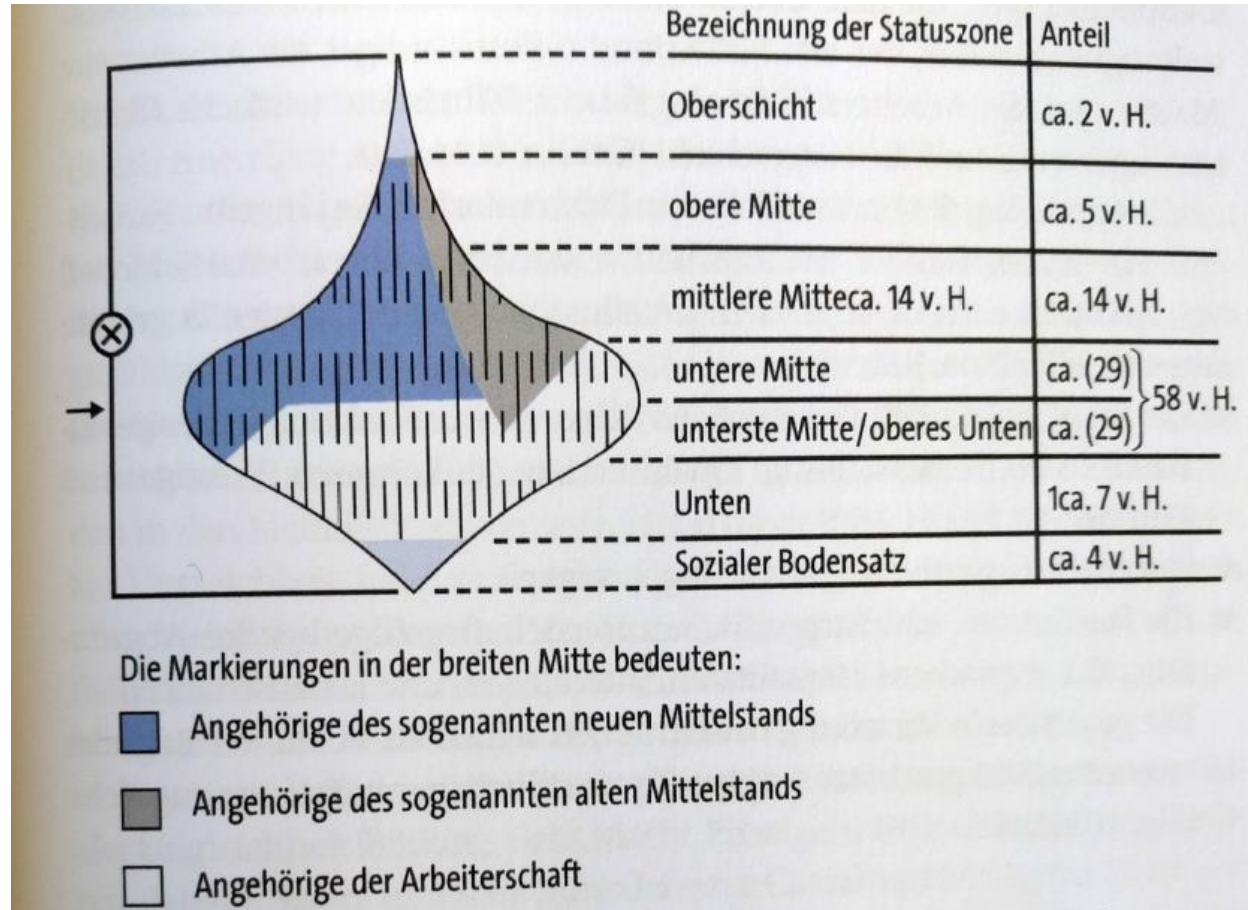 Bezeichnung der Statuszone Anteil
Oberschicht ca. 2 v. H.
obere Mitte ca. 5 v. H.
mittlere Mitteca. 14 v. H. ca. 14 v. H.
untere Mitte ca. (29)
58 v. H.
unterste Mitte/oberes Unten ca. (29)
Unten 1ca. 7 v. H.
Sozialer Bodensatz ca. 4 v. H.
Die Markierungen in der breiten Mitte bedeuten:
Angehörige des sogenannten neuen Mittelstands
Angehörige des sogenannten alten Mittelstands
Angehörige der Arbeiterschaft